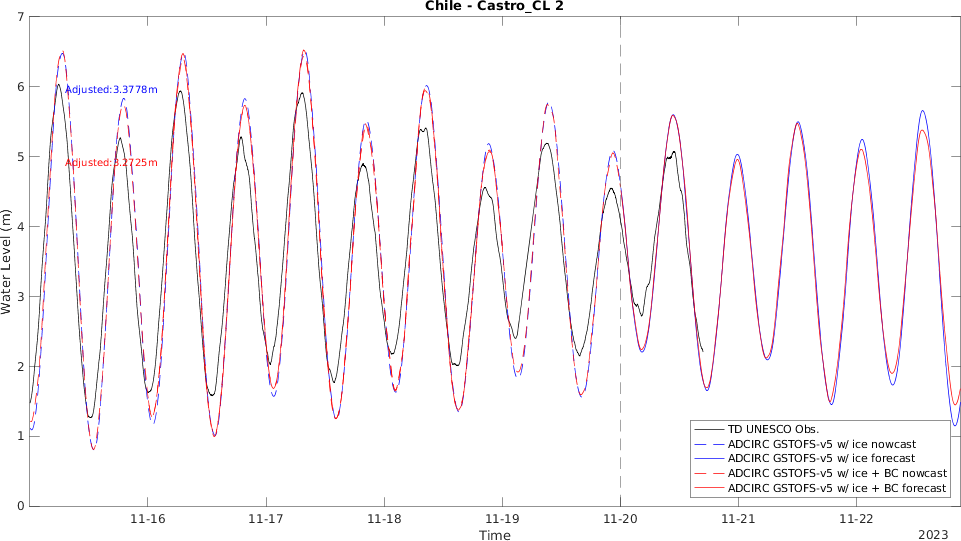 Chile - Castro_CL 2
7
6
5
4
3
2
1
0
Water Level (m)
Adjusted:3.3778m
Adjusted:3.2725m
TD UNESCO Obs.
ADCIRC GSTOFS-v5 w/ ice nowcast
ADCIRC GSTOFS-v5 w/ ice forecast
ADCIRC GSTOFS-v5 w/ ice + BC nowcast
ADCIRC GSTOFS-v5 w/ ice + BC forecast
11-16 11-17 11-18 11-19 11-20 11-21 11-22
Time
2023